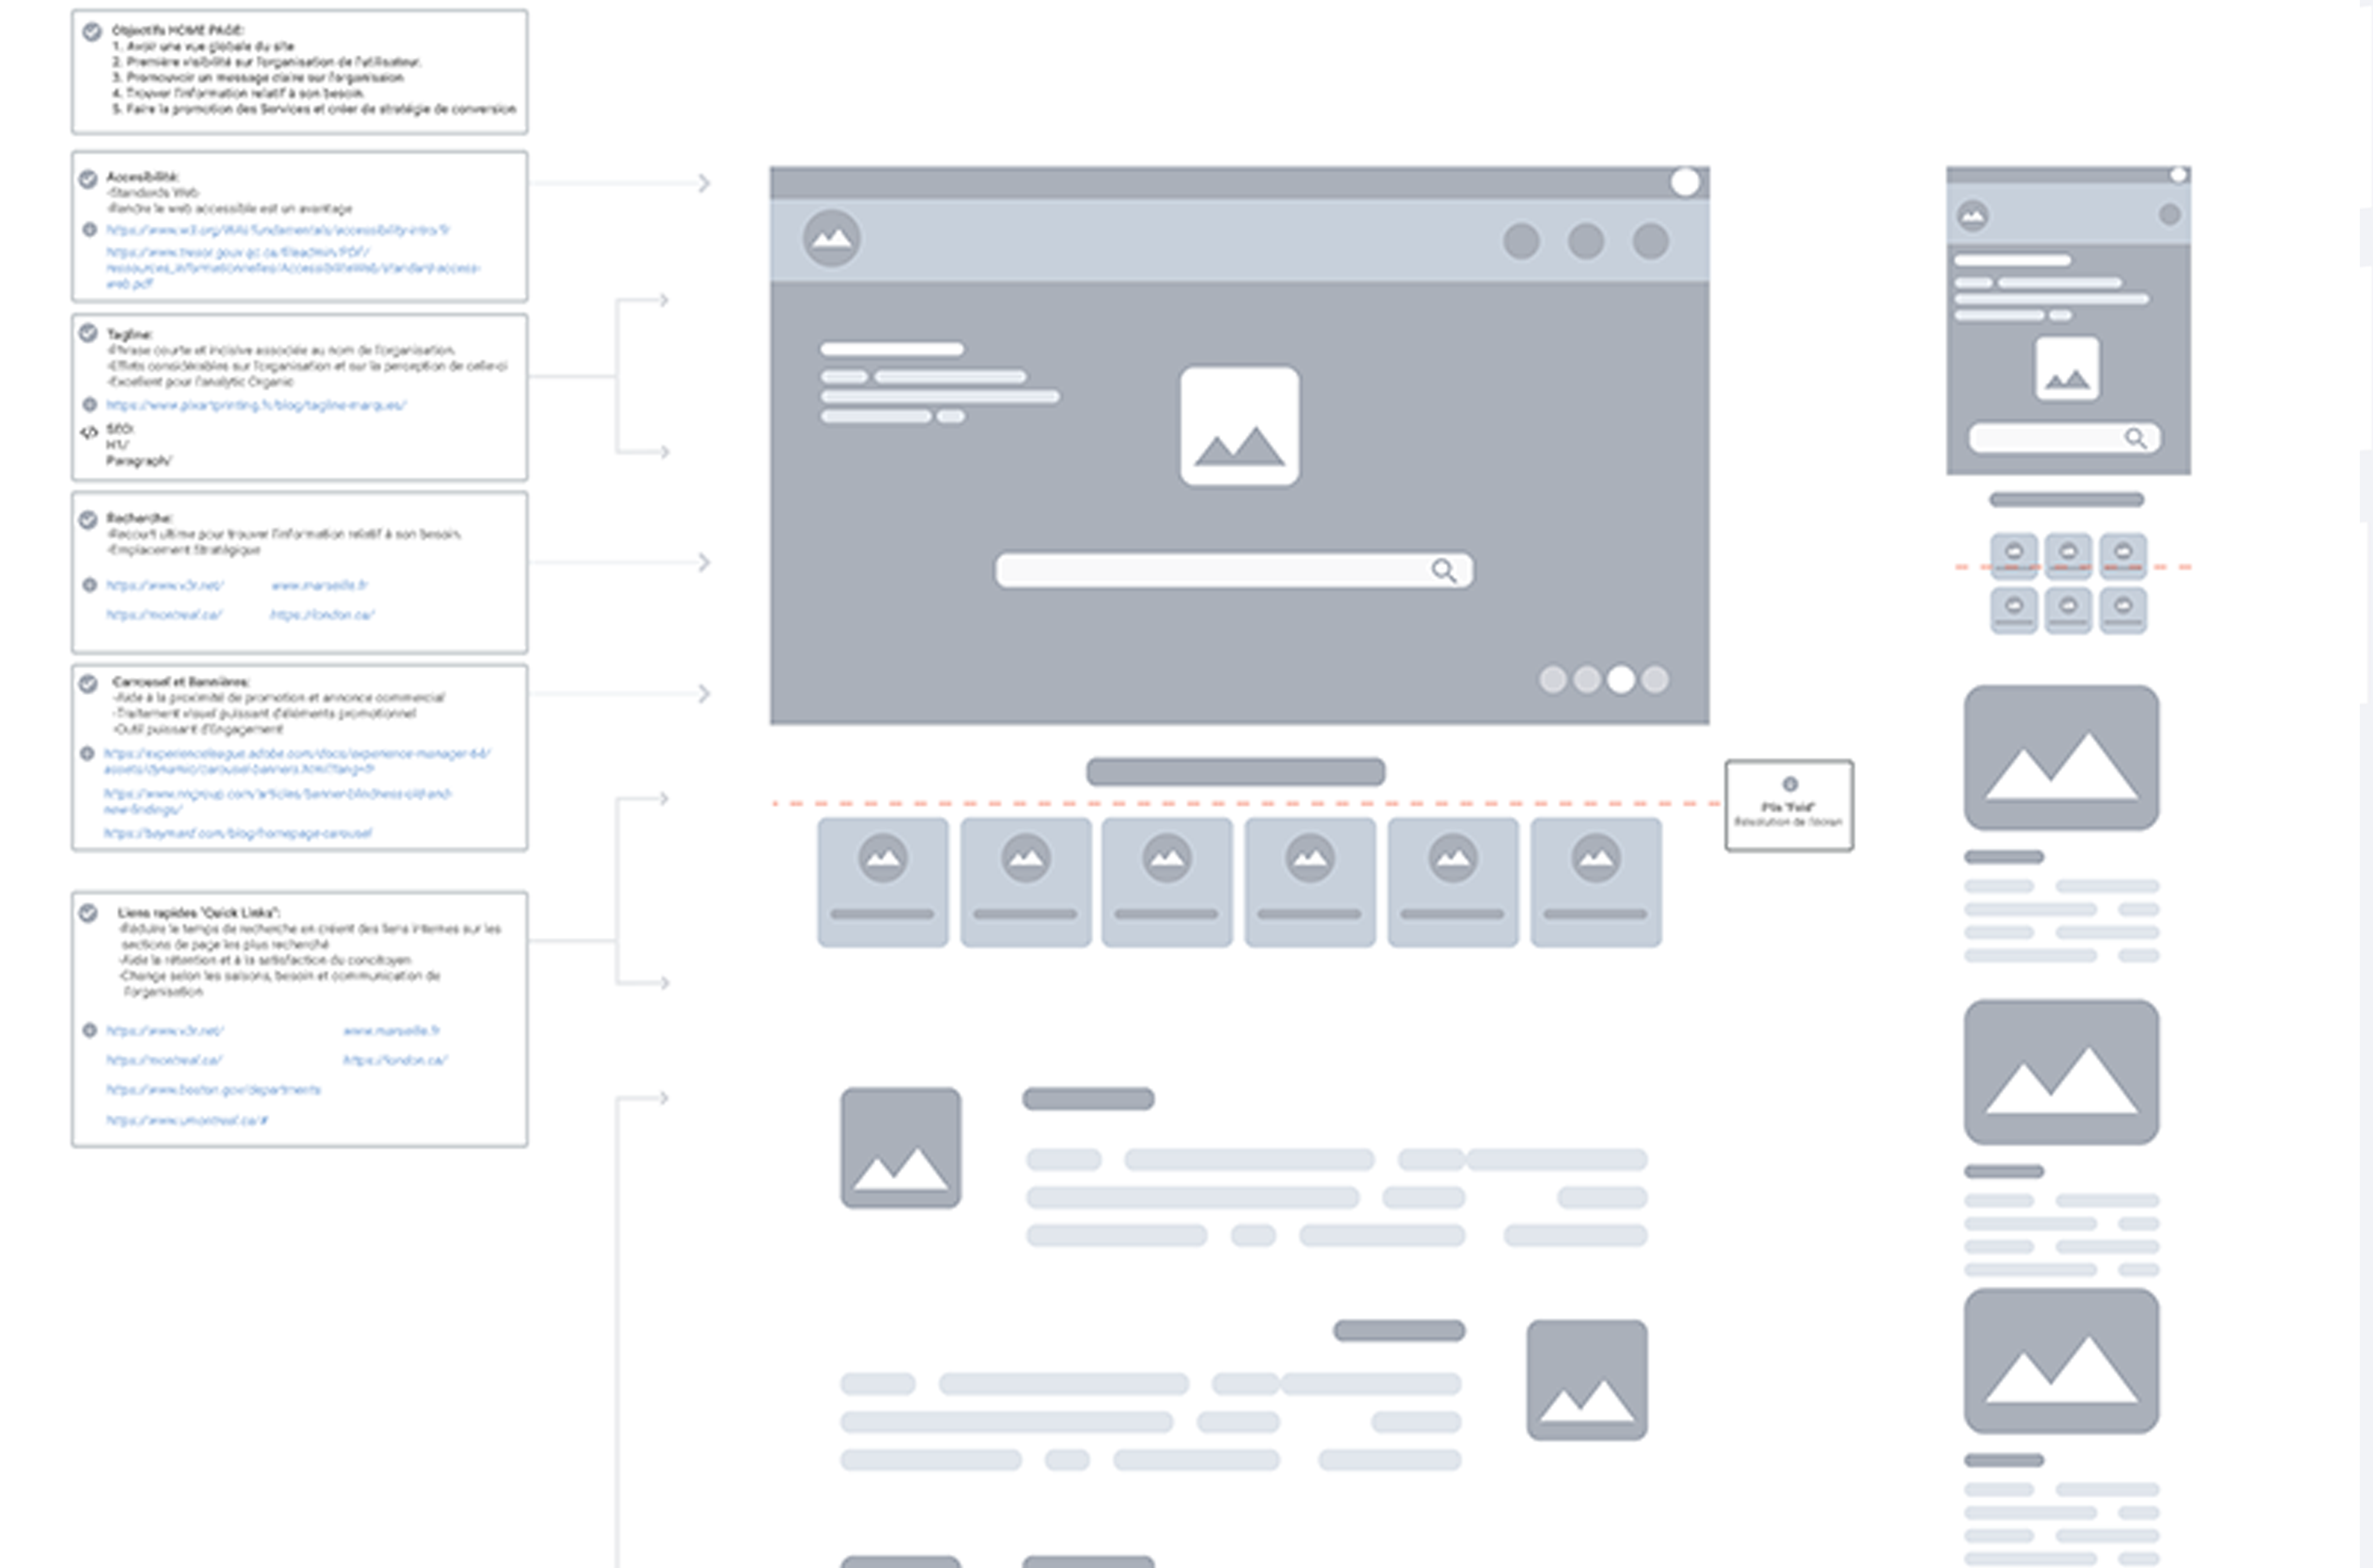 Objectifs HOME PAGE:
1. Avoir une vue globale du site
2. Première visibilité sur l'organisation de l'utilisateur.
3. Promouvoir un message claire sur l'organission
4. Trouver l'information relatif à son besoin.
5. Faire la promotion des Services et créer de stratégie de conversion
Accesibilité:
-Standards Web
-Rendre le web accessible est un avantage
https://www.w3.org/WAI/fundamentals/accessibility-intro/fr
https://www.tresor.gouv.qc.ca/fileadmin/PDF/
ressources_informationnelles/AccessibiliteWeb/standard-access-
web.pdf
Tagline:
-Phrase courte et incisive associée au nom de l'organisation.
-Effets considérables sur l'organisation et sur la perception de celle-ci
-Excellent pour l'analytic Organic
https://www.pixartprinting.fr/blog/tagline-marques/
SEO:
H1/
Paragraph/
Recherche:
-Recourt ultime pour trouver l'information relatif à son besoin.
-Emplacement Stratégique
https://www.v3r.net/ www.marseille.fr
https://montreal.ca/ https://london.ca/
Carrousel et Bannières:
-Aide à la proximité de promotion et annonce commercial
-Traitement visuel puissant d'éléments promotionnel
-Outil puissant d'Engagement
https://experienceleague.adobe.com/docs/experience-manager-64/
assets/dynamic/carousel-banners.html?lang=fr
https://www.nngroup.com/articles/banner-blindness-old-and-
new-findings/
https://baymard.com/blog/homepage-carousel
Plis "Fold"
Résolution de l'écran
Liens rapides "Quick Links":
-Réduire le temps de recherche en créent des liens internes sur les
sections de page les plus recherché
-Aide la rétention et à la satisfaction du concitoyen
-Change selon les saisons, besoin et communication de
l'organisation
https://www.v3r.net/ www.marseille.fr
https://montreal.ca/ https://london.ca/
https://www.boston.gov/departments
https://www.umontreal.ca/#